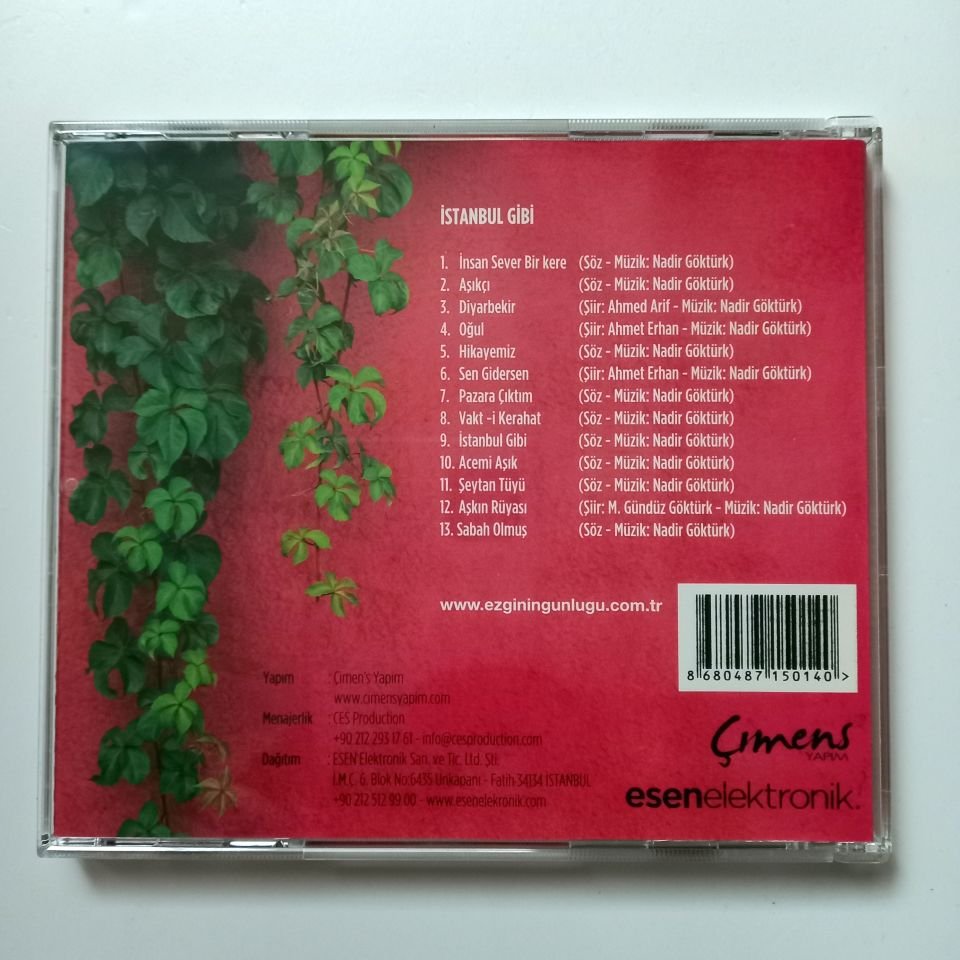 İSTANBUL GİBİ
1. İnsan Sever Bir kere (Söz - Müzik: Nadir Göktürk)
2. Aşıkçı (Söz - Müzik: Nadir Göktürk)
3. Diyarbekir (Şiir: Ahmed Arif - Müzik: Nadir Göktürk)
4. Oğul (Şiir: Ahmet Erhan - Müzik: Nadir Göktürk)
5. Hikayemiz (Söz - Müzik: Nadir Göktürk)
6. Sen Gidersen (Şiir: Ahmet Erhan - Müzik: Nadir Göktürk)
7. Pazara Çıktım (Söz - Müzik: Nadir Göktürk)
8. Vakt -i Kerahat (Söz - Müzik: Nadir Göktürk)
9. İstanbul Gibi (Söz - Müzik: Nadir Göktürk)
10. Acemi Aşık (Söz - Müzik: Nadir Göktürk)
11. Şeytan Tüyü (Söz - Müzik: Nadir Göktürk)
12. Aşkın Rüyası (Şiir: M. Gündüz Göktürk - Müzik: Nadir Göktürk)
13. Sabah Olmuş (Söz - Müzik: Nadir Göktürk)
www.ezginingunlugu.com.tr
8 680487 150140 >
Yapım : Çımen's Yapım
www.cimensyapim.com
Menajerlik : CES Production
+90 212 293 17 61 - info@cesproduction.com
Dağıtım : ESEN Elektronik San. ve Tic. Ltd. Şti.
İ.M.Ç. 6. Blok No:6435 Unkapanı - Fatih 34134 İSTANBUL
+90 212 512 99 00 - www.esenelekronik.com
Çımens
YAPIM
esenelektronik.